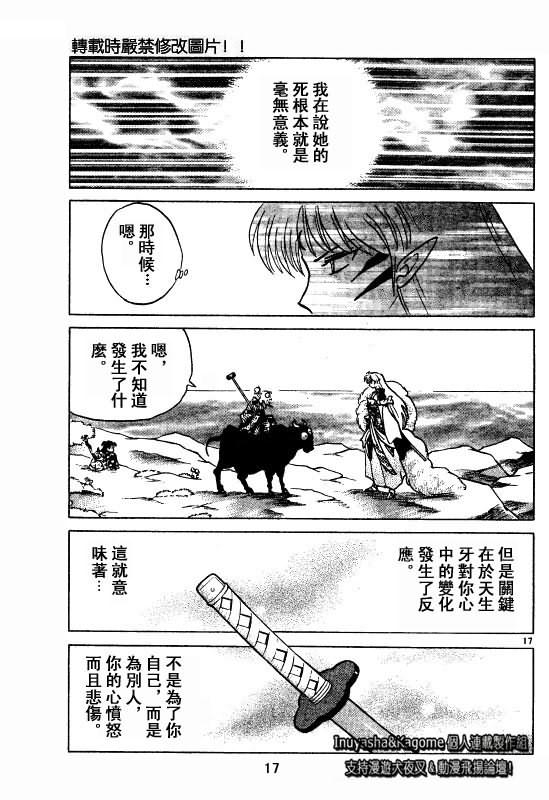 轉載時嚴禁修改圖片！！
我在說她的
死根本就是
毫無意義。
那時候…
嗯。
嗯，
我不知道
發生了什
麼。
但是關鍵
在於天生
牙對你心
中的變化
發生了反
應。
這就意
味著…
17
不是為了你
自己，而是
為別人，
你的心憤怒
而且悲傷。
Inuyasha&Kagome 個人連載製作組
支持漫遊犬夜叉&動漫飛揚論壇!
17